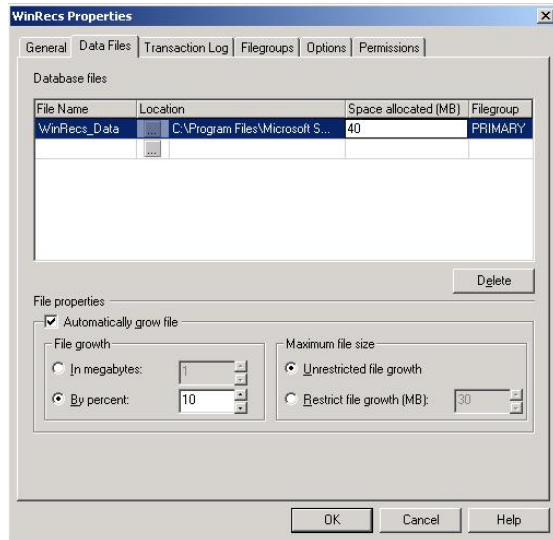 WinRecs Properties
General Data Files Transaction Log Filegroups Options Permissions
Database files
File Name Location Space allocated (MB) Filegroup
WinRecs_Data ... C:\Program Files\Microsoft S... 40 PRIMARY
...
Delete
File properties
Automatically grow file
File growth Maximum file size
In megabytes: 1 Unrestricted file growth
By percent: 10 Restrict file growth (MB): 30
OK Cancel Help